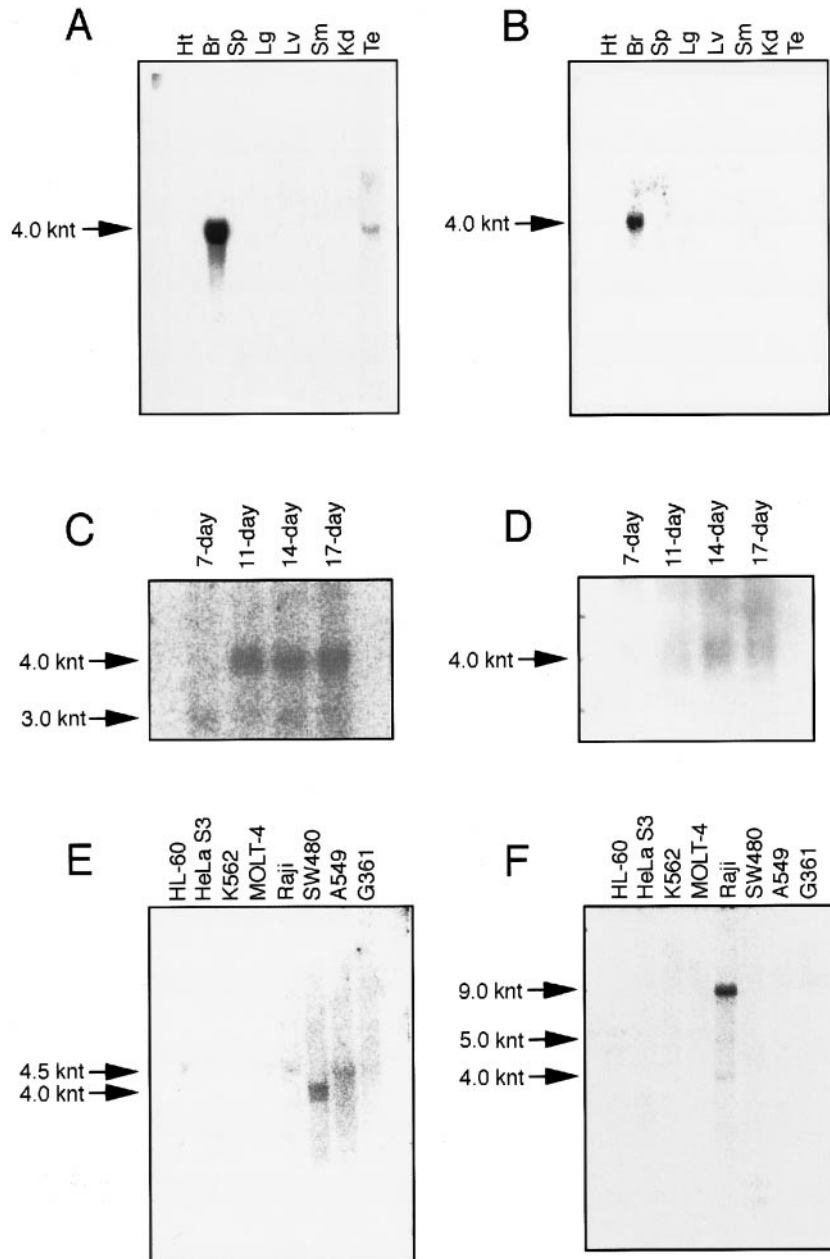 A
Ht Br Sp Lg Lv Sm Kd Te
4.0 knt
B
Ht Br Sp Lg Lv Sm Kd Te
4.0 knt
C
7-day 11-day 14-day 17-day
4.0 knt
3.0 knt
D
7-day 11-day 14-day 17-day
4.0 knt
E
HL-60 HeLa S3 K562 MOLT-4 Raji SW480 A549 G361
4.5 knt
4.0 knt
F
HL-60 HeLa S3 K562 MOLT-4 Raji SW480 A549 G361
9.0 knt
5.0 knt
4.0 knt